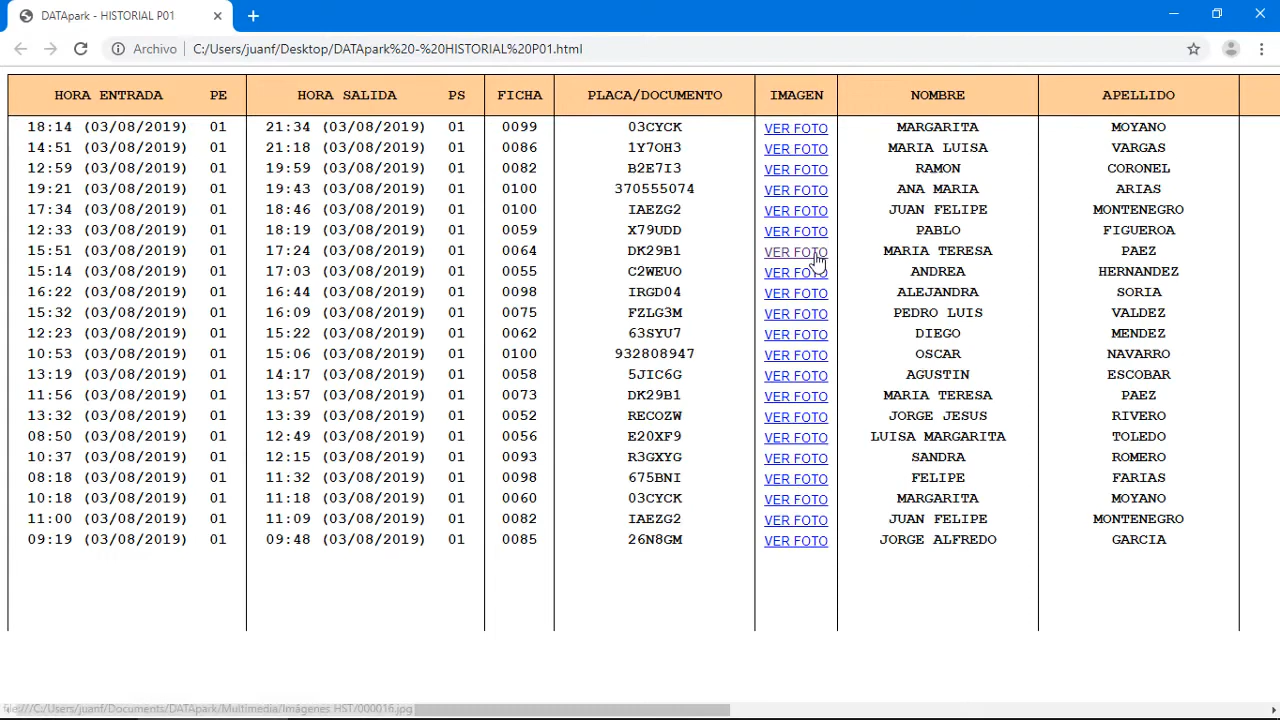 DATApark - HISTORIAL P01
Archivo C:/Users/juanf/Desktop/DATApark%20-%20HISTORIAL%20P01.html
HORA ENTRADA PE HORA SALIDA PS FICHA PLACA/DOCUMENTO IMAGEN NOMBRE APELLIDO
18:14 (03/08/2019) 01 21:34 (03/08/2019) 01 0099 03CYCK VER FOTO MARGARITA MOYANO
14:51 (03/08/2019) 01 21:18 (03/08/2019) 01 0086 1Y7OH3 VER FOTO MARIA LUISA VARGAS
12:59 (03/08/2019) 01 19:59 (03/08/2019) 01 0082 B2E7I3 VER FOTO RAMON CORONEL
19:21 (03/08/2019) 01 19:43 (03/08/2019) 01 0100 370555074 VER FOTO ANA MARIA ARIAS
17:34 (03/08/2019) 01 18:46 (03/08/2019) 01 0100 IAEZG2 VER FOTO JUAN FELIPE MONTENEGRO
12:33 (03/08/2019) 01 18:19 (03/08/2019) 01 0059 X79UDD VER FOTO PABLO FIGUEROA
15:51 (03/08/2019) 01 17:24 (03/08/2019) 01 0064 DK29B1 VER FOTO MARIA TERESA PAEZ
15:14 (03/08/2019) 01 17:03 (03/08/2019) 01 0055 C2WEUO VER FOTO ANDREA HERNANDEZ
16:22 (03/08/2019) 01 16:44 (03/08/2019) 01 0098 IRGD04 VER FOTO ALEJANDRA SORIA
15:32 (03/08/2019) 01 16:09 (03/08/2019) 01 0075 FZLG3M VER FOTO PEDRO LUIS VALDEZ
12:23 (03/08/2019) 01 15:22 (03/08/2019) 01 0062 63SYU7 VER FOTO DIEGO MENDEZ
10:53 (03/08/2019) 01 15:06 (03/08/2019) 01 0100 932808947 VER FOTO OSCAR NAVARRO
13:19 (03/08/2019) 01 14:17 (03/08/2019) 01 0058 5JIC6G VER FOTO AGUSTIN ESCOBAR
11:56 (03/08/2019) 01 13:57 (03/08/2019) 01 0073 DK29B1 VER FOTO MARIA TERESA PAEZ
13:32 (03/08/2019) 01 13:39 (03/08/2019) 01 0052 RECOZW VER FOTO JORGE JESUS RIVERO
08:50 (03/08/2019) 01 12:49 (03/08/2019) 01 0056 E20XF9 VER FOTO LUISA MARGARITA TOLEDO
10:37 (03/08/2019) 01 12:15 (03/08/2019) 01 0093 R3GXYG VER FOTO SANDRA ROMERO
08:18 (03/08/2019) 01 11:32 (03/08/2019) 01 0098 675BNI VER FOTO FELIPE FARIAS
10:18 (03/08/2019) 01 11:18 (03/08/2019) 01 0060 03CYCK VER FOTO MARGARITA MOYANO
11:00 (03/08/2019) 01 11:09 (03/08/2019) 01 0082 IAEZG2 VER FOTO JUAN FELIPE MONTENEGRO
09:19 (03/08/2019) 01 09:48 (03/08/2019) 01 0085 26N8GM VER FOTO JORGE ALFREDO GARCIA
file:///C:/Users/juanf/Documents/DATApark/Multimedia/Imágenes HST/000016.jpg